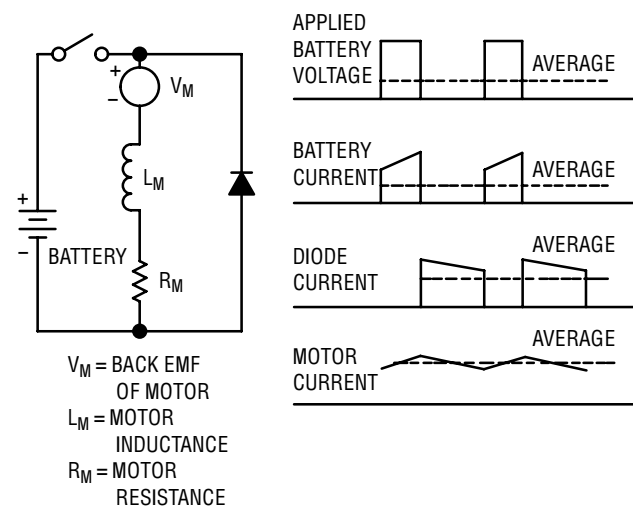 +
−
V_M
L_M
+
−
BATTERY
R_M
V_M = BACK EMF
OF MOTOR
L_M = MOTOR
INDUCTANCE
R_M = MOTOR
RESISTANCE
APPLIED
BATTERY
VOLTAGE
AVERAGE
BATTERY
CURRENT
AVERAGE
DIODE
CURRENT
AVERAGE
MOTOR
CURRENT
AVERAGE